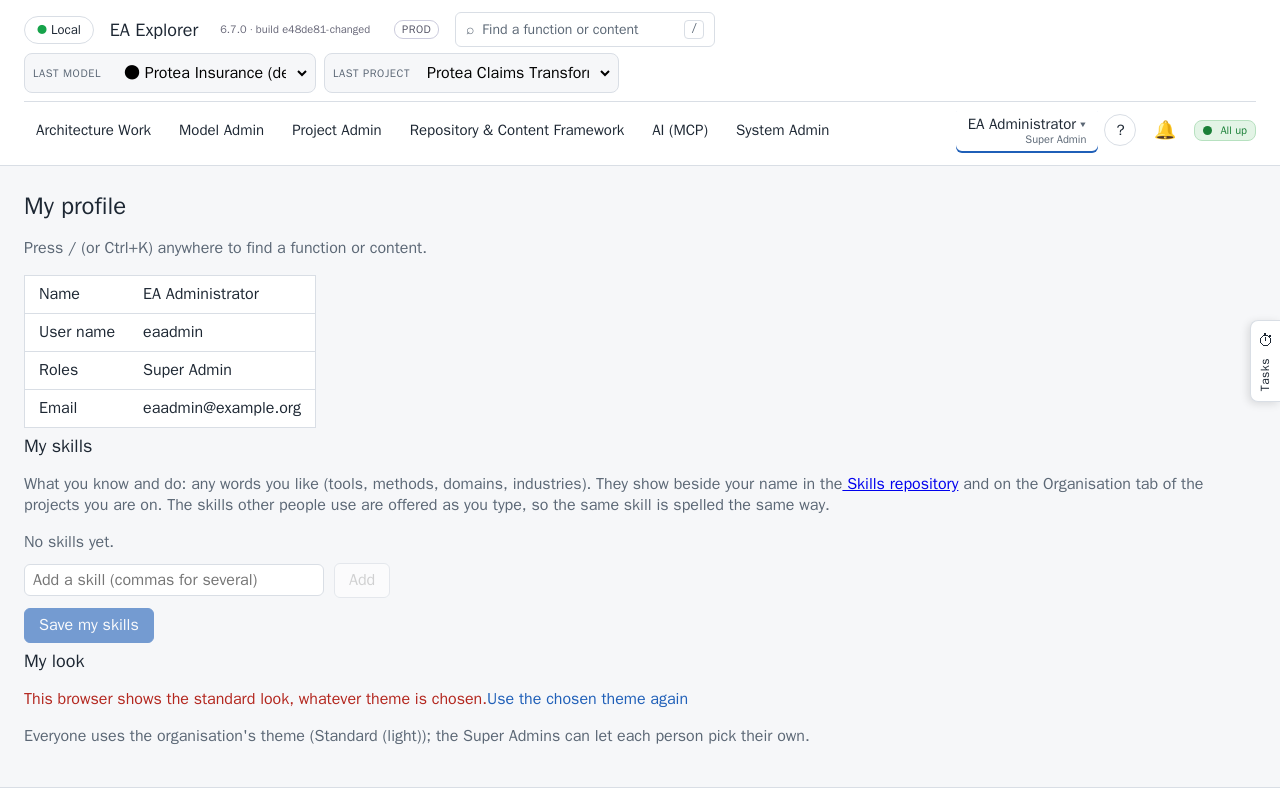 Local EA Explorer 6.7.0 · build e48de81-changed PROD Find a function or content /
LAST MODEL Protea Insurance (de LAST PROJECT Protea Claims Transforr
Architecture Work Model Admin Project Admin Repository & Content Framework AI (MCP) System Admin EA Administrator ▾ ? All up
Super Admin
My profile
Press / (or Ctrl+K) anywhere to find a function or content.
Name EA Administrator
User name eaadmin
Roles Super Admin
Email eaadmin@example.org
Tasks
My skills
What you know and do: any words you like (tools, methods, domains, industries). They show beside your name in the Skills repository and on the Organisation tab of the
projects you are on. The skills other people use are offered as you type, so the same skill is spelled the same way.
No skills yet.
Add a skill (commas for several) Add
Save my skills
My look
This browser shows the standard look, whatever theme is chosen.Use the chosen theme again
Everyone uses the organisation's theme (Standard (light)); the Super Admins can let each person pick their own.